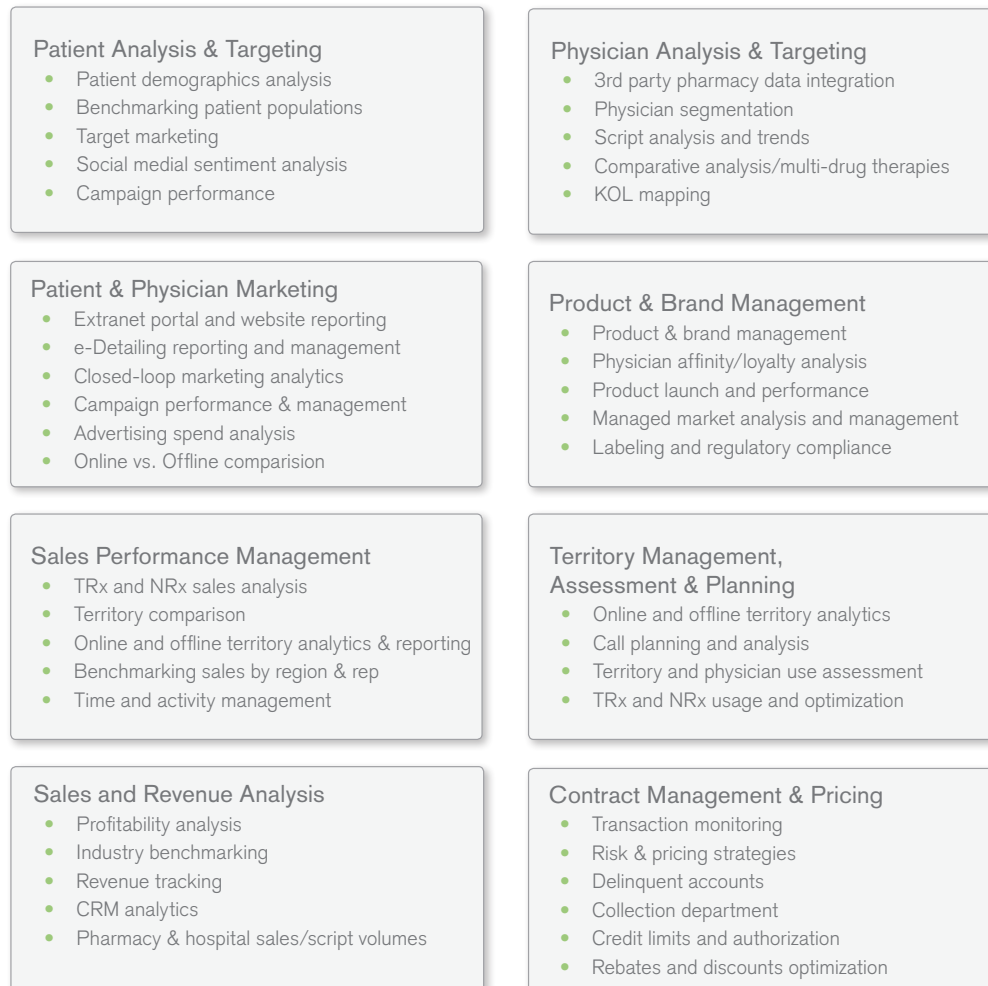 Patient Analysis & Targeting
• Patient demographics analysis
• Benchmarking patient populations
• Target marketing
• Social medial sentiment analysis
• Campaign performance
Physician Analysis & Targeting
• 3rd party pharmacy data integration
• Physician segmentation
• Script analysis and trends
• Comparative analysis/multi-drug therapies
• KOL mapping
Patient & Physician Marketing
• Extranet portal and website reporting
• e-Detailing reporting and management
• Closed-loop marketing analytics
• Campaign performance & management
• Advertising spend analysis
• Online vs. Offline comparision
Product & Brand Management
• Product & brand management
• Physician affinity/loyalty analysis
• Product launch and performance
• Managed market analysis and management
• Labeling and regulatory compliance
Sales Performance Management
• TRx and NRx sales analysis
• Territory comparison
• Online and offline territory analytics & reporting
• Benchmarking sales by region & rep
• Time and activity management
Territory Management,
Assessment & Planning
• Online and offline territory analytics
• Call planning and analysis
• Territory and physician use assessment
• TRx and NRx usage and optimization
Sales and Revenue Analysis
• Profitability analysis
• Industry benchmarking
• Revenue tracking
• CRM analytics
• Pharmacy & hospital sales/script volumes
Contract Management & Pricing
• Transaction monitoring
• Risk & pricing strategies
• Delinquent accounts
• Collection department
• Credit limits and authorization
• Rebates and discounts optimization